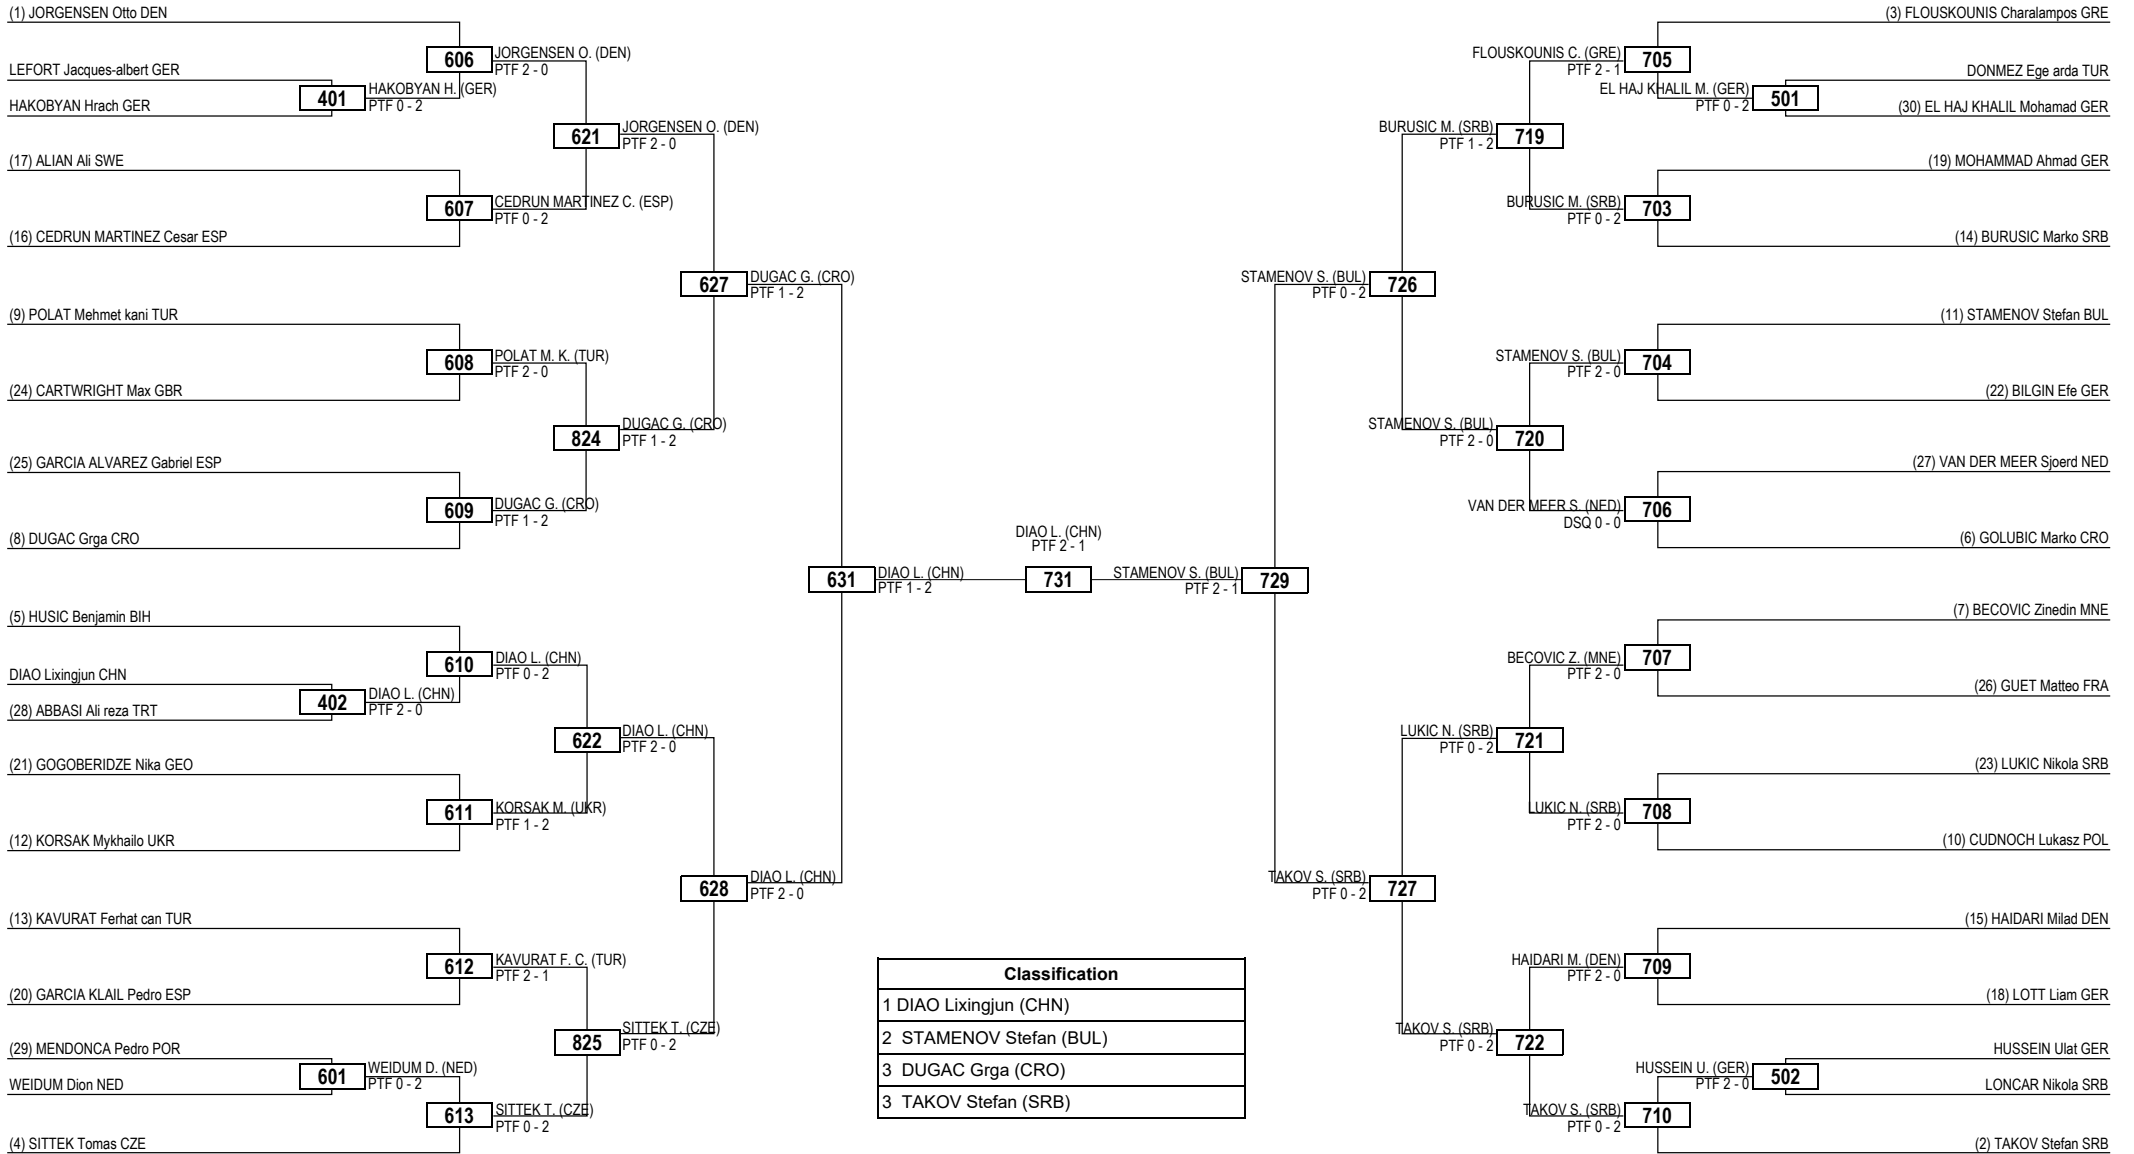 (1) JORGENSEN Otto DEN
LEFORT Jacques-albert GER
HAKOBYAN Hrach GER
(17) ALIAN Ali SWE
(16) CEDRUN MARTINEZ Cesar ESP
(9) POLAT Mehmet kani TUR
(24) CARTWRIGHT Max GBR
(25) GARCIA ALVAREZ Gabriel ESP
(8) DUGAC Grga CRO
(5) HUSIC Benjamin BIH
DIAO Lixingjun CHN
(28) ABBASI Ali reza TRT
(21) GOGOBERIDZE Nika GEO
(12) KORSAK Mykhailo UKR
(13) KAVURAT Ferhat can TUR
(20) GARCIA KLAIL Pedro ESP
(29) MENDONCA Pedro POR
WEIDUM Dion NED
(4) SITTEK Tomas CZE
401
HAKOBYAN H. (GER)
PTF 0 - 2
402
DIAO L. (CHN)
PTF 2 - 0
601
WEIDUM D. (NED)
PTF 0 - 2
606
JORGENSEN O. (DEN)
PTF 2 - 0
607
CEDRUN MARTINEZ C. (ESP)
PTF 0 - 2
608
POLAT M. K. (TUR)
PTF 2 - 0
609
DUGAC G. (CRO)
PTF 1 - 2
610
DIAO L. (CHN)
PTF 0 - 2
611
KORSAK M. (UKR)
PTF 1 - 2
612
KAVURAT F. C. (TUR)
PTF 2 - 1
613
SITTEK T. (CZE)
PTF 0 - 2
621
JORGENSEN O. (DEN)
PTF 2 - 0
824
DUGAC G. (CRO)
PTF 1 - 2
622
DIAO L. (CHN)
PTF 2 - 0
825
SITTEK T. (CZE)
PTF 0 - 2
627
DUGAC G. (CRO)
PTF 1 - 2
628
DIAO L. (CHN)
PTF 2 - 0
631
DIAO L. (CHN)
PTF 1 - 2
DIAO L. (CHN)
PTF 2 - 1
731
STAMENOV S. (BUL)
PTF 2 - 1
729
STAMENOV S. (BUL)
PTF 0 - 2
726
TAKOV S. (SRB)
PTF 0 - 2
727
BURUSIC M. (SRB)
PTF 1 - 2
719
STAMENOV S. (BUL)
PTF 2 - 0
720
LUKIC N. (SRB)
PTF 0 - 2
721
TAKOV S. (SRB)
PTF 0 - 2
722
FLOUSKOUNIS C. (GRE)
PTF 2 - 1
705
BURUSIC M. (SRB)
PTF 0 - 2
703
STAMENOV S. (BUL)
PTF 2 - 0
704
VAN DER MEER S. (NED)
DSQ 0 - 0
706
BECOVIC Z. (MNE)
PTF 2 - 0
707
LUKIC N. (SRB)
PTF 2 - 0
708
HAIDARI M. (DEN)
PTF 2 - 0
709
TAKOV S. (SRB)
PTF 0 - 2
710
EL HAJ KHALIL M. (GER)
PTF 0 - 2
501
HUSSEIN U. (GER)
PTF 2 - 0
502
(3) FLOUSKOUNIS Charalampos GRE
DONMEZ Ege arda TUR
(30) EL HAJ KHALIL Mohamad GER
(19) MOHAMMAD Ahmad GER
(14) BURUSIC Marko SRB
(11) STAMENOV Stefan BUL
(22) BILGIN Efe GER
(27) VAN DER MEER Sjoerd NED
(6) GOLUBIC Marko CRO
(7) BECOVIC Zinedin MNE
(26) GUET Matteo FRA
(23) LUKIC Nikola SRB
(10) CUDNOCH Lukasz POL
(15) HAIDARI Milad DEN
(18) LOTT Liam GER
HUSSEIN Ulat GER
LONCAR Nikola SRB
(2) TAKOV Stefan SRB
Classification
1 DIAO Lixingjun (CHN)
2 STAMENOV Stefan (BUL)
3 DUGAC Grga (CRO)
3 TAKOV Stefan (SRB)